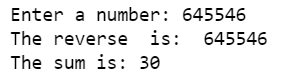 Enter a number: 645546
The reverse  is:  645546
The sum is: 30